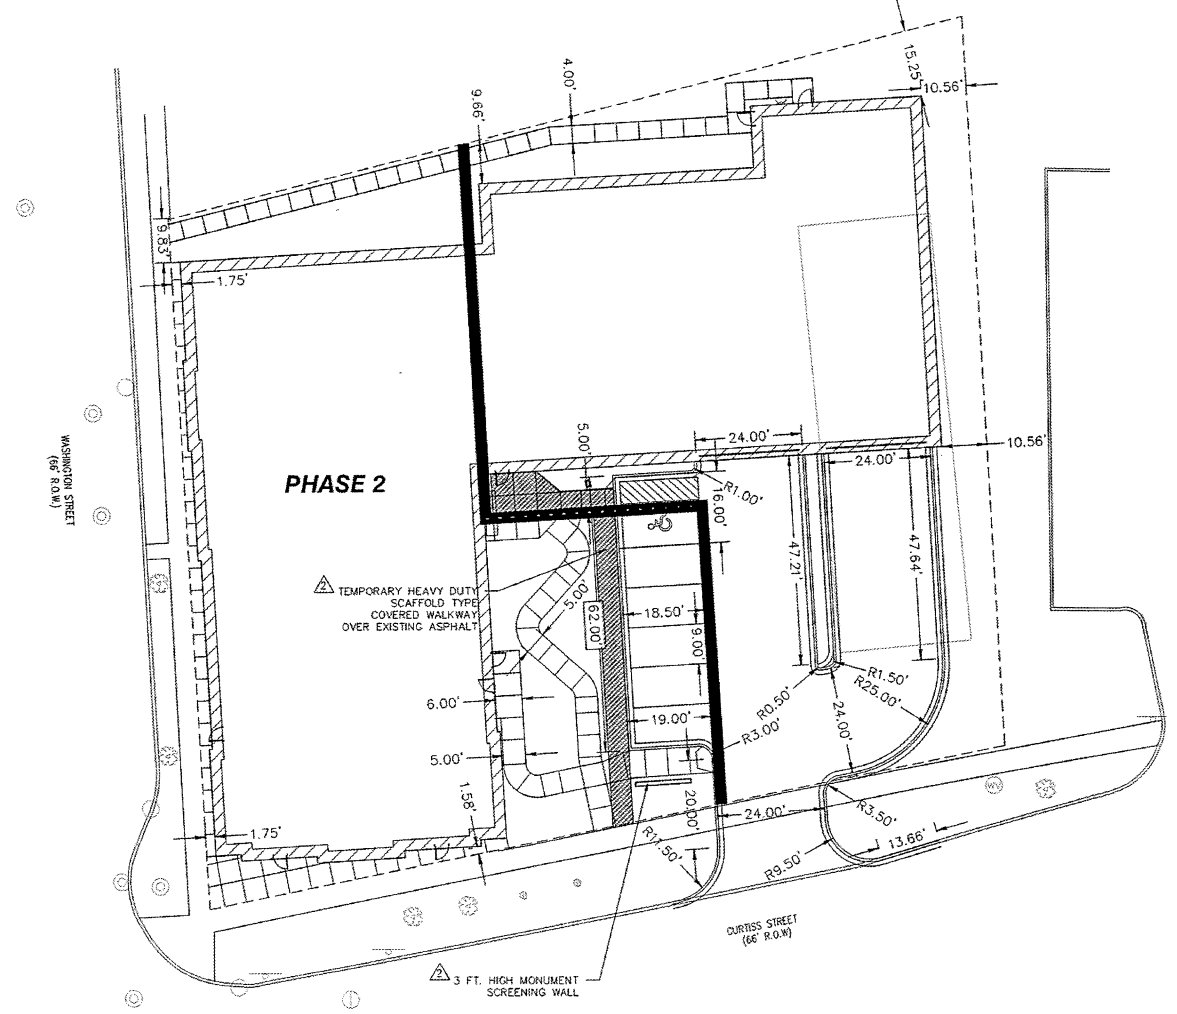 15.25'
10.56'
4.00'
9.66'
9.83'
1.75'
WASHINGTON STREET
(66' R.O.W.)
PHASE 2
5.00'
24.00'
10.56'
24.00'
R1.00'
16.00'
47.21'
47.64'
2
TEMPORARY HEAVY DUTY
SCAFFOLD TYPE
COVERED WALKWAY
OVER EXISTING ASPHALT
5.00'
62.00'
18.50'
9.00'
R1.50'
R25.00'
R0.50'
24.00'
6.00'
19.00'
R3.00'
5.00'
1.58'
20.00'
24.00'
R3.50'
1.75'
R11.50'
13.66'
R9.50'
CURTISS STREET
(66' R.O.W)
2
3 FT. HIGH MONUMENT
SCREENING WALL